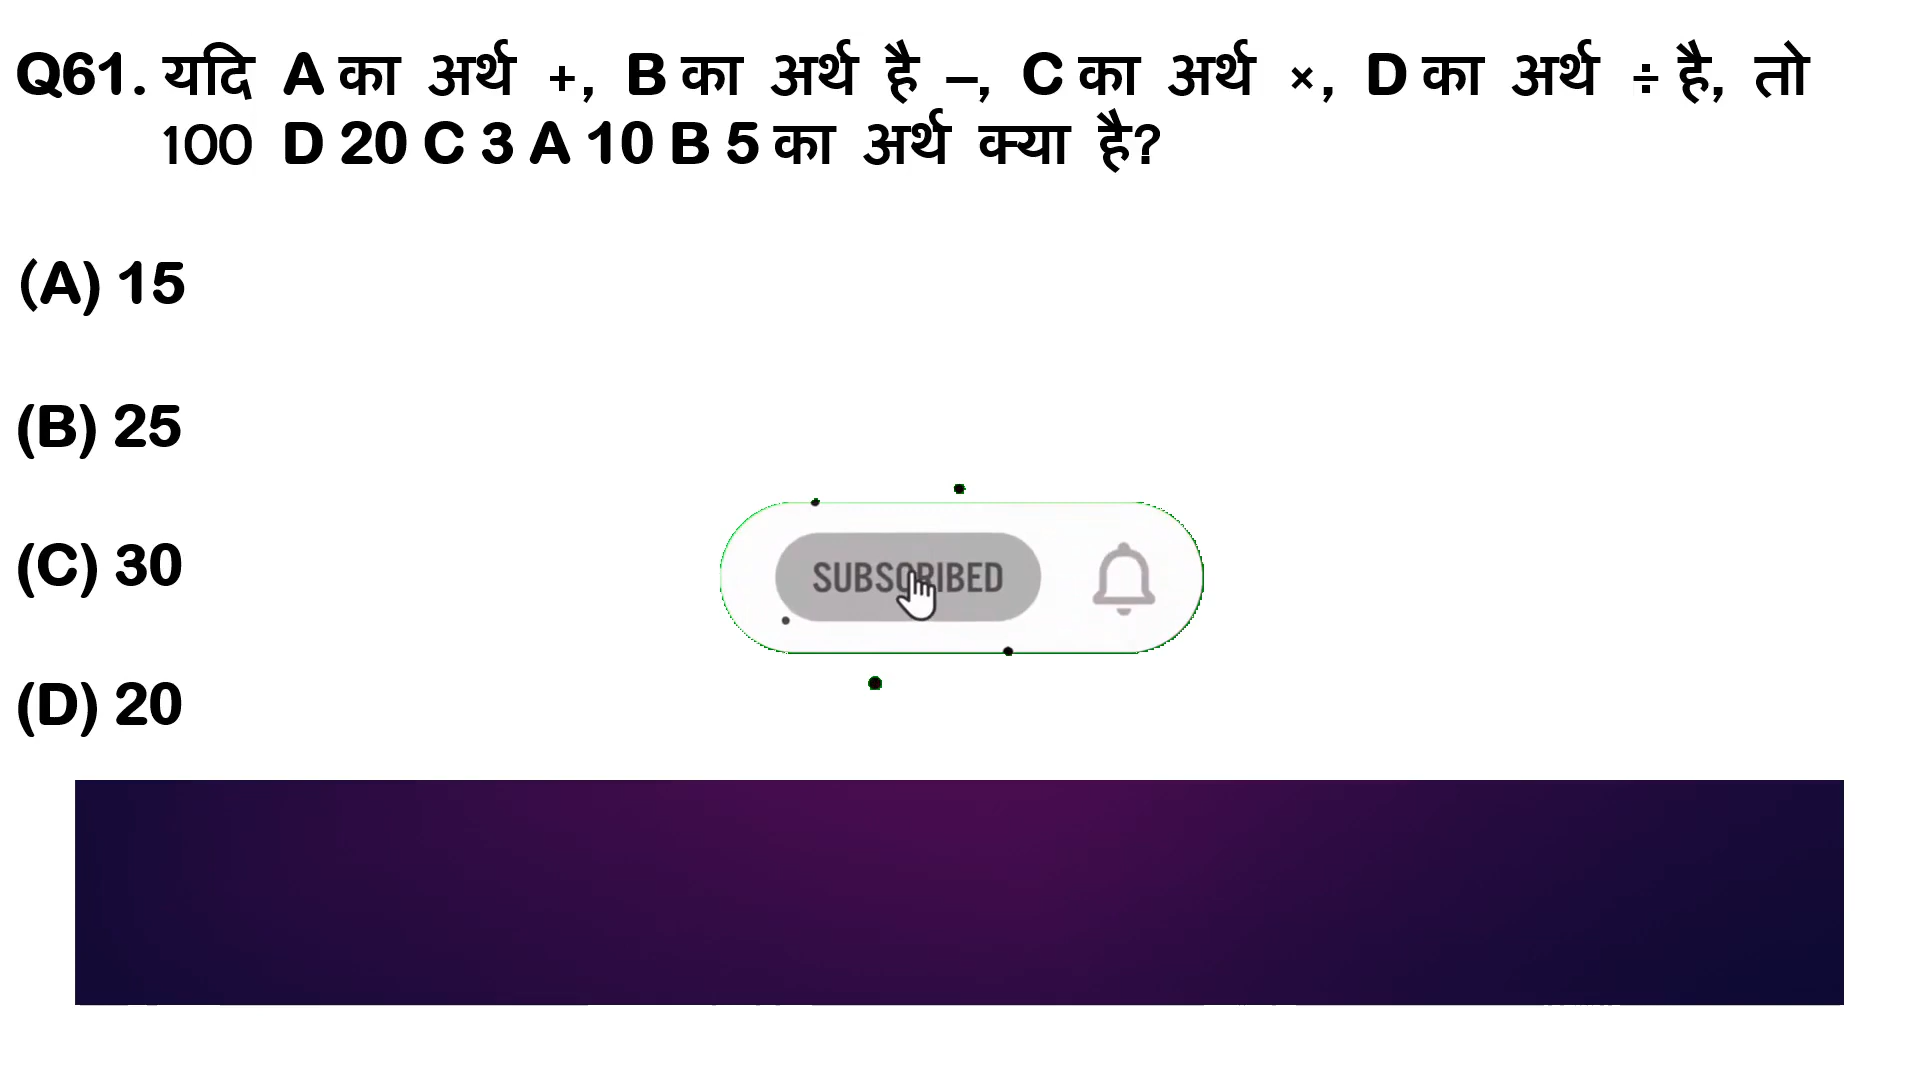 Q61. यदि A का अर्थ +, B का अर्थ है –, C का अर्थ ×, D का अर्थ ÷ है, तो
100 D 20 C 3 A 10 B 5 का अर्थ क्या है?
(A) 15
(B) 25
(C) 30
SUBSCRIBED
(D) 20